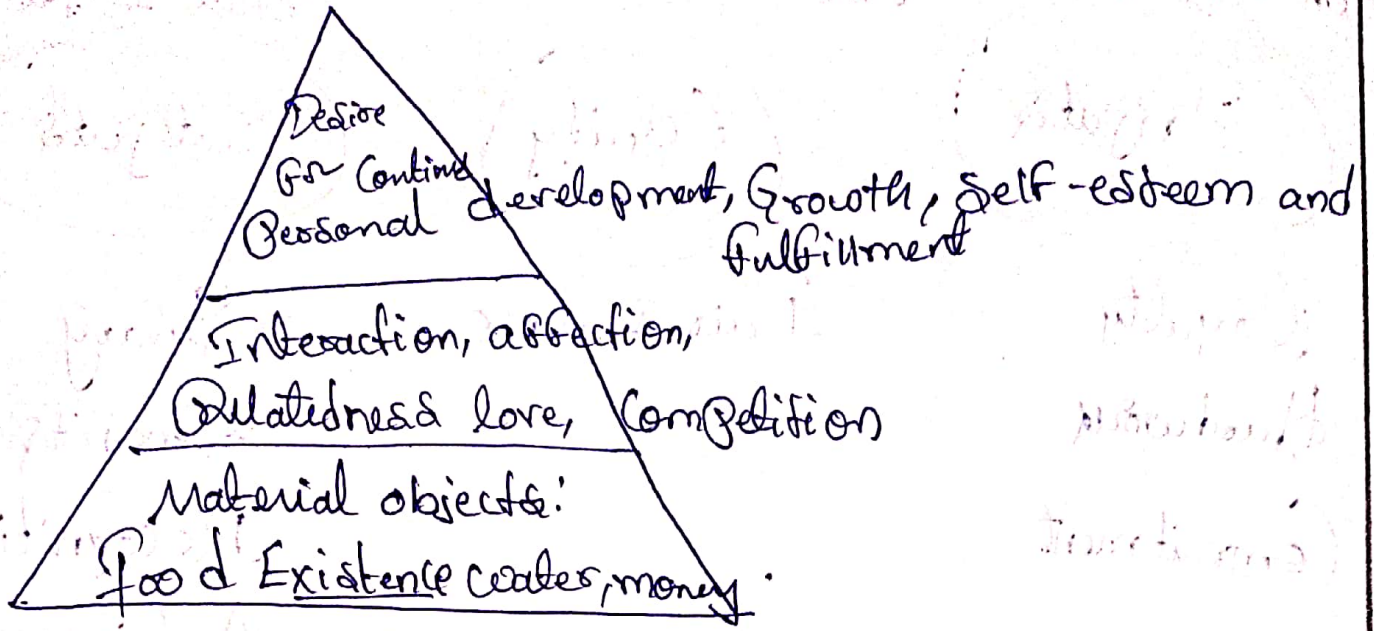 Desire
For Continue
Personal development, Growth, Self-esteem and
fulfillment
Interaction, affection,
Relatedness love, Competition
Material objects:
Food Existence water, money.